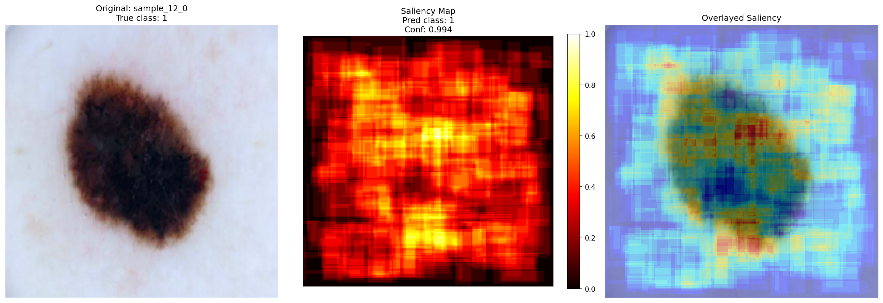 Original: sample_12_0
True class: 1
Saliency Map
Pred class: 1
Conf: 0.994
Overlayed Saliency
1.0
0.8
0.6
0.4
0.2
0.0